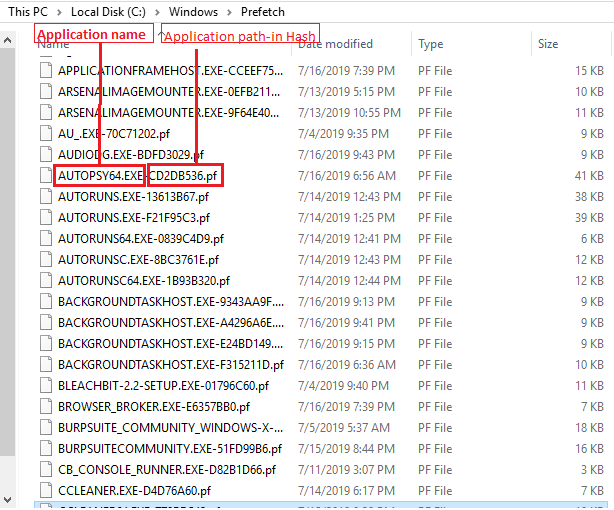 This PC > Local Disk (C:) > Windows > Prefetch
Application name Application path-in Hash
Name Date modified Type Size
APPLICATIONFRAMEHOST.EXE-CCEEF75... 7/16/2019 7:39 PM PF File 15 KB
ARSENALIMAGEMOUNTER.EXE-0EFB211... 7/13/2019 5:15 PM PF File 10 KB
ARSENALIMAGEMOUNTER.EXE-9F64E40... 7/13/2019 10:55 PM PF File 11 KB
AU_.EXE-70C71202.pf 7/4/2019 9:35 PM PF File 9 KB
AUDIODG.EXE-BDFD3029.pf 7/16/2019 9:43 PM PF File 9 KB
AUTOPSY64.EXE-CD2DB536.pf 7/16/2019 6:56 AM PF File 41 KB
AUTORUNS.EXE-13613B67.pf 7/14/2019 12:43 PM PF File 38 KB
AUTORUNS.EXE-F21F95C3.pf 7/14/2019 1:25 PM PF File 39 KB
AUTORUNS64.EXE-0839C4D9.pf 7/14/2019 12:41 PM PF File 6 KB
AUTORUNSC.EXE-8BC3761E.pf 7/14/2019 12:43 PM PF File 12 KB
AUTORUNSC64.EXE-1B93B320.pf 7/14/2019 12:44 PM PF File 12 KB
BACKGROUNDTASKHOST.EXE-9343AA9F.... 7/16/2019 9:13 PM PF File 9 KB
BACKGROUNDTASKHOST.EXE-A4296A6E.... 7/16/2019 9:41 PM PF File 9 KB
BACKGROUNDTASKHOST.EXE-E24BD149.... 7/16/2019 9:15 PM PF File 9 KB
BACKGROUNDTASKHOST.EXE-F315211D.pf 7/16/2019 6:36 AM PF File 10 KB
BLEACHBIT-2.2-SETUP.EXE-01796C60.pf 7/4/2019 9:40 PM PF File 11 KB
BROWSER_BROKER.EXE-E6357BB0.pf 7/16/2019 7:39 PM PF File 7 KB
BURPSUITE_COMMUNITY_WINDOWS-X-... 7/5/2019 5:37 AM PF File 18 KB
BURPSUITECOMMUNITY.EXE-51FD99B6.pf 7/15/2019 8:44 PM PF File 16 KB
CB_CONSOLE_RUNNER.EXE-D82B1D66.pf 7/11/2019 3:07 PM PF File 3 KB
CCLEANER.EXE-D4D76A60.pf 7/14/2019 6:17 PM PF File 7 KB